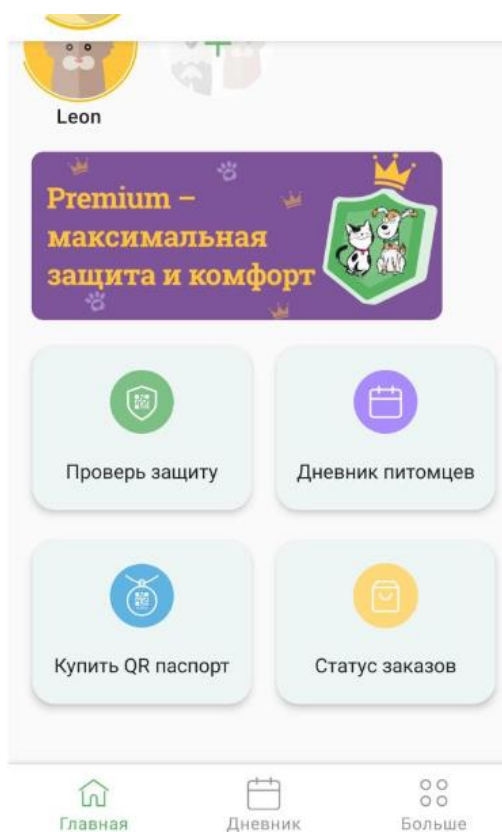 Leon
Premium –
максимальная
защита и комфорт
Проверь защиту
Дневник питомцев
Купить QR паспорт
Статус заказов
Главная
Дневник
Больше